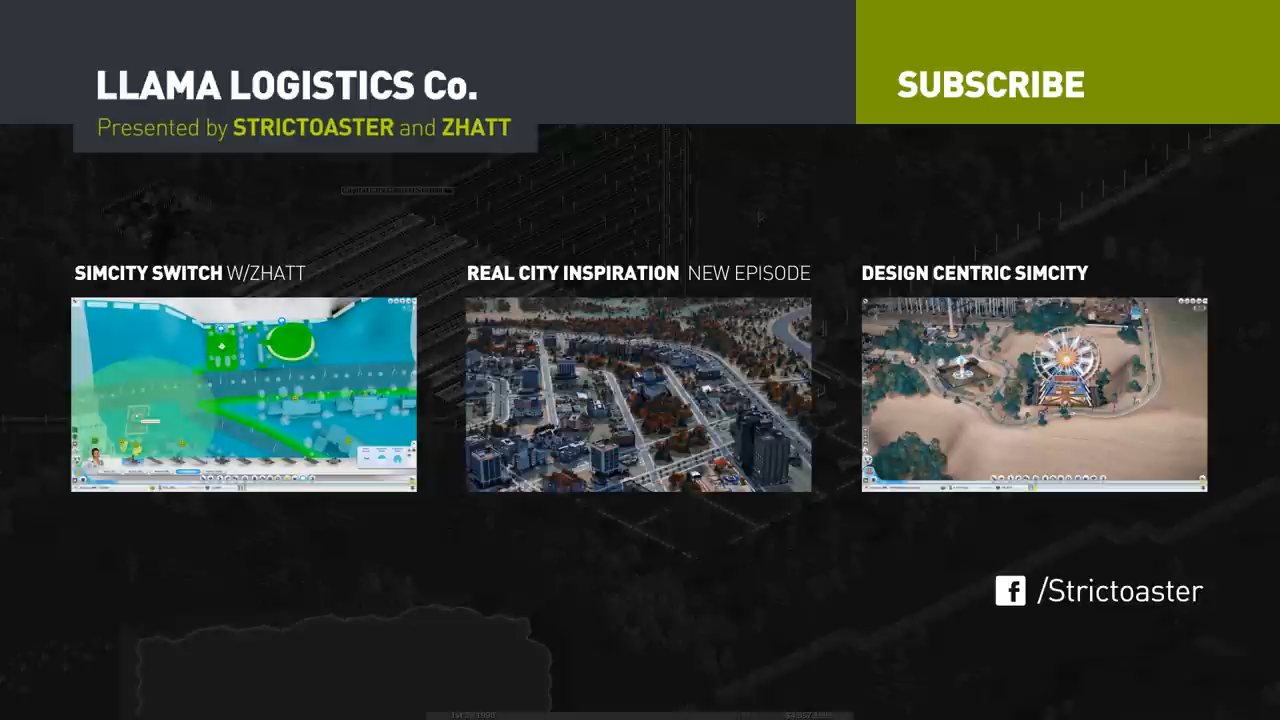 LLAMA LOGISTICS Co.
SUBSCRIBE
Presented by STRICTOASTER and ZHATT
SIMCITY SWITCH W/ZHATT
REAL CITY INSPIRATION NEW EPISODE
DESIGN CENTRIC SIMCITY
f /Strictoaster